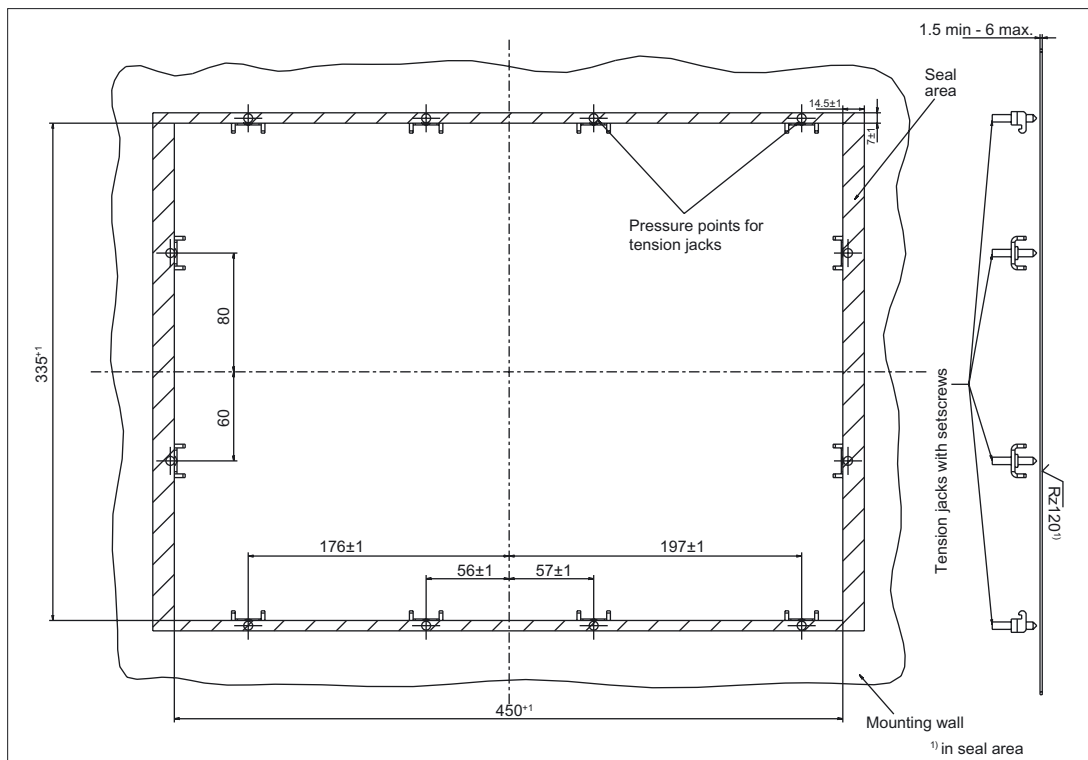 1.5 min - 6 max.
Seal
area
14.5±1
7±1
Pressure points for
tension jacks
80
335⁺¹
60
Tension jacks with setscrews
Rz120¹⁾
176±1
197±1
56±1
57±1
450⁺¹
Mounting wall
¹⁾ in seal area